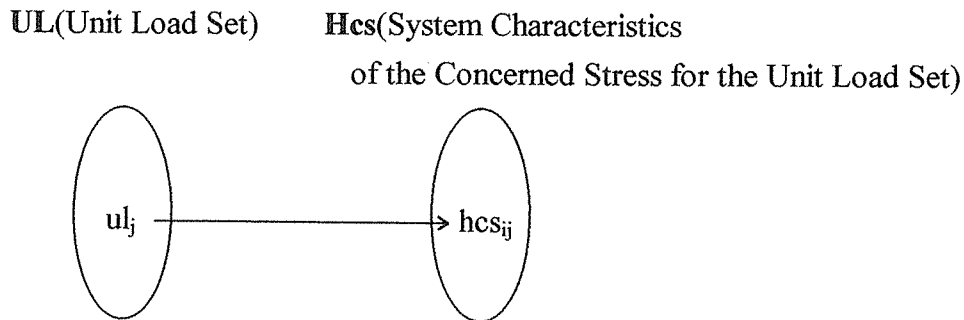 UL(Unit Load Set) Hcs(System Characteristics
of the Concerned Stress for the Unit Load Set)
ulj hcsij